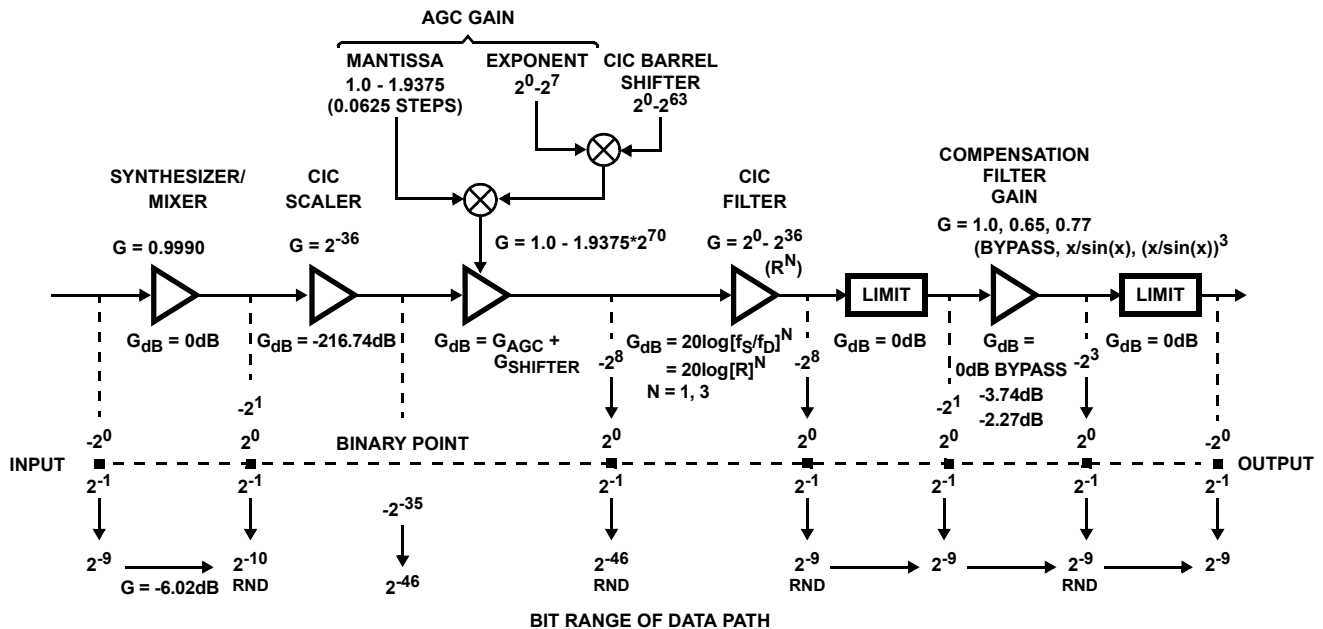 AGC GAIN
MANTISSA
1.0 - 1.9375
(0.0625 STEPS)
EXPONENT
2^0-2^7
CIC BARREL
SHIFTER
2^0-2^63
SYNTHESIZER/
MIXER
G = 0.9990
G_dB = 0dB
CIC
SCALER
G = 2^-36
G_dB = -216.74dB
G = 1.0 - 1.9375*2^70
G_dB = G_AGC +
G_SHIFTER
CIC
FILTER
G = 2^0 - 2^36
(R^N)
G_dB = 20log[f_S/f_D]^N
= 20log[R]^N
N = 1, 3
LIMIT
G_dB = 0dB
COMPENSATION
FILTER
GAIN
G = 1.0, 0.65, 0.77
(BYPASS, x/sin(x), (x/sin(x))^3
G_dB =
0dB BYPASS
-3.74dB
-2.27dB
LIMIT
G_dB = 0dB
-2^8
-2^8
-2^3
-2^1
-2^1
INPUT
-2^0
2^0
BINARY POINT
2^0
2^0
2^0
2^0
-2^0
OUTPUT
2^-1
2^-1
2^-1
2^-1
2^-1
2^-1
2^-1
-2^-35
2^-9
G = -6.02dB
2^-10
RND
2^-46
2^-46
RND
2^-9
RND
2^-9
2^-9
RND
2^-9
BIT RANGE OF DATA PATH